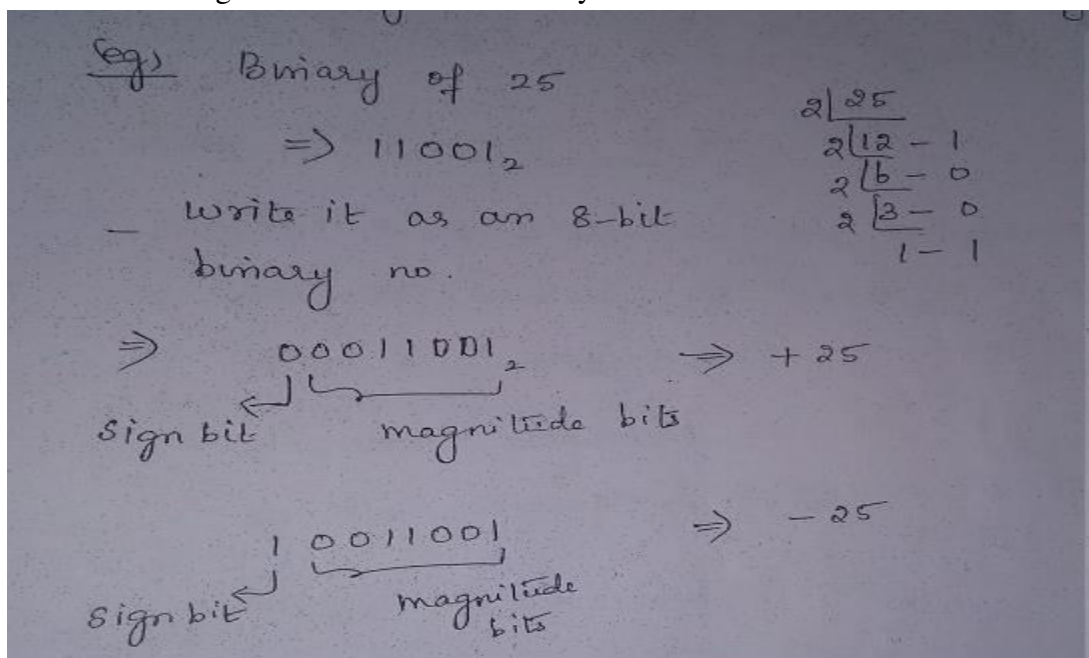 (eg) Binary of 25
=> 11001₂
2 | 25
2 | 12 - 1
2 | 6 - 0
2 | 3 - 0
1 - 1
- Write it as an 8-bit
binary no.
=> 00011001₂ => + 25
Sign bit magnitude bits
1 0011001 => - 25
Sign bit magnitude
bits